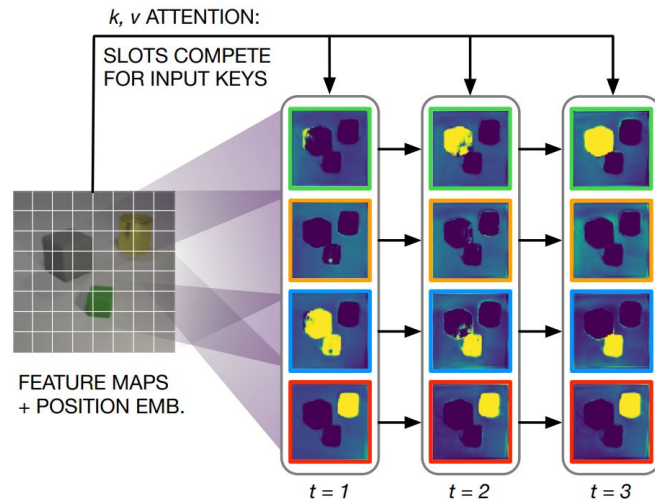 k, v ATTENTION:
SLOTS COMPETE
FOR INPUT KEYS
FEATURE MAPS
+ POSITION EMB.
t = 1
t = 2
t = 3